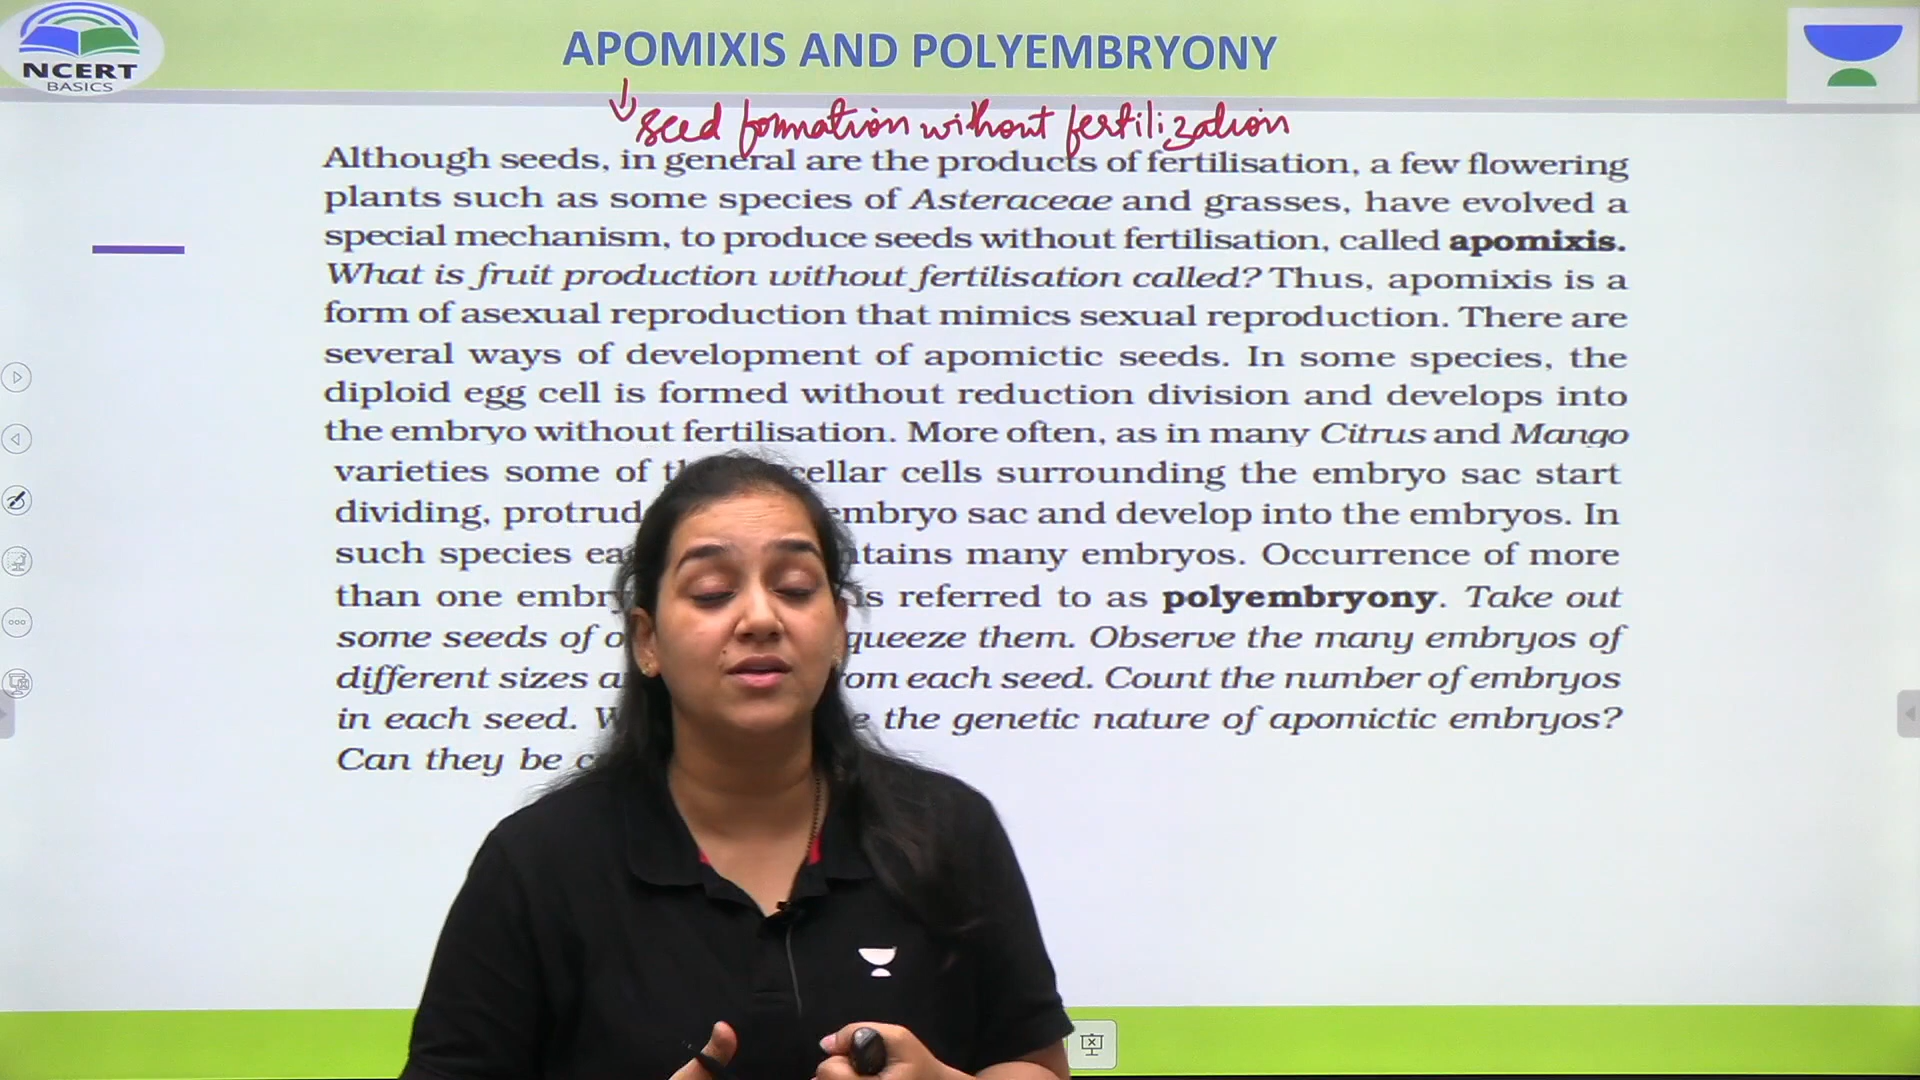 NCERT
BASICS
APOMIXIS AND POLYEMBRYONY
seed formation without fertilization
Although seeds, in general are the products of fertilisation, a few flowering
plants such as some species of Asteraceae and grasses, have evolved a
special mechanism, to produce seeds without fertilisation, called apomixis.
What is fruit production without fertilisation called? Thus, apomixis is a
form of asexual reproduction that mimics sexual reproduction. There are
several ways of development of apomictic seeds. In some species, the
diploid egg cell is formed without reduction division and develops into
the embryo without fertilisation. More often, as in many Citrus and Mango
varieties some of cellar cells surrounding the embryo sac start
dividing, protrud embryo sac and develop into the embryos. In
such species ea ntains many embryos. Occurrence of more
than one embry is referred to as polyembryony. Take out
some seeds of o queeze them. Observe the many embryos of
different sizes a om each seed. Count the number of embryos
in each seed. W e the genetic nature of apomictic embryos?
Can they be c